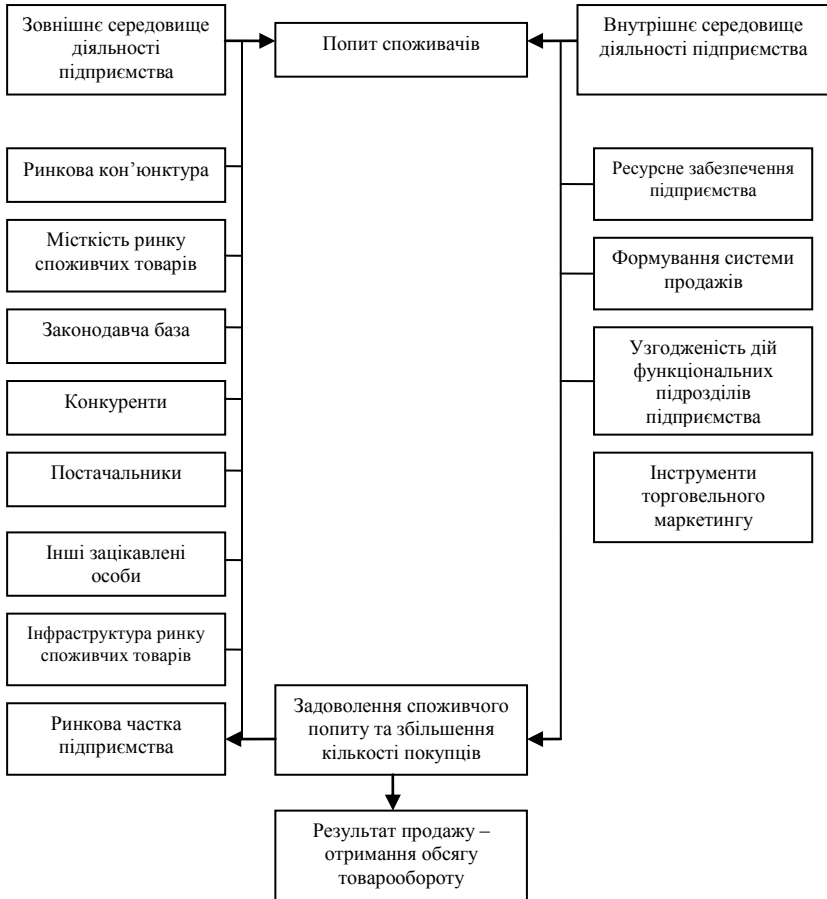 Зовнішнє середовище
діяльності
підприємства
Попит споживачів
Внутрішнє середовище
діяльності підприємства
Ринкова кон’юнктура
Місткість ринку
споживчих товарів
Законодавча база
Конкуренти
Постачальники
Інші зацікавлені
особи
Інфраструктура ринку
споживчих товарів
Ринкова частка
підприємства
Ресурсне забезпечення
підприємства
Формування системи
продажів
Узгодженість дій
функціональних
підрозділів
підприємства
Інструменти
торговельного
маркетингу
Задоволення споживчого
попиту та збільшення
кількості покупців
Результат продажу –
отримання обсягу
товарообороту